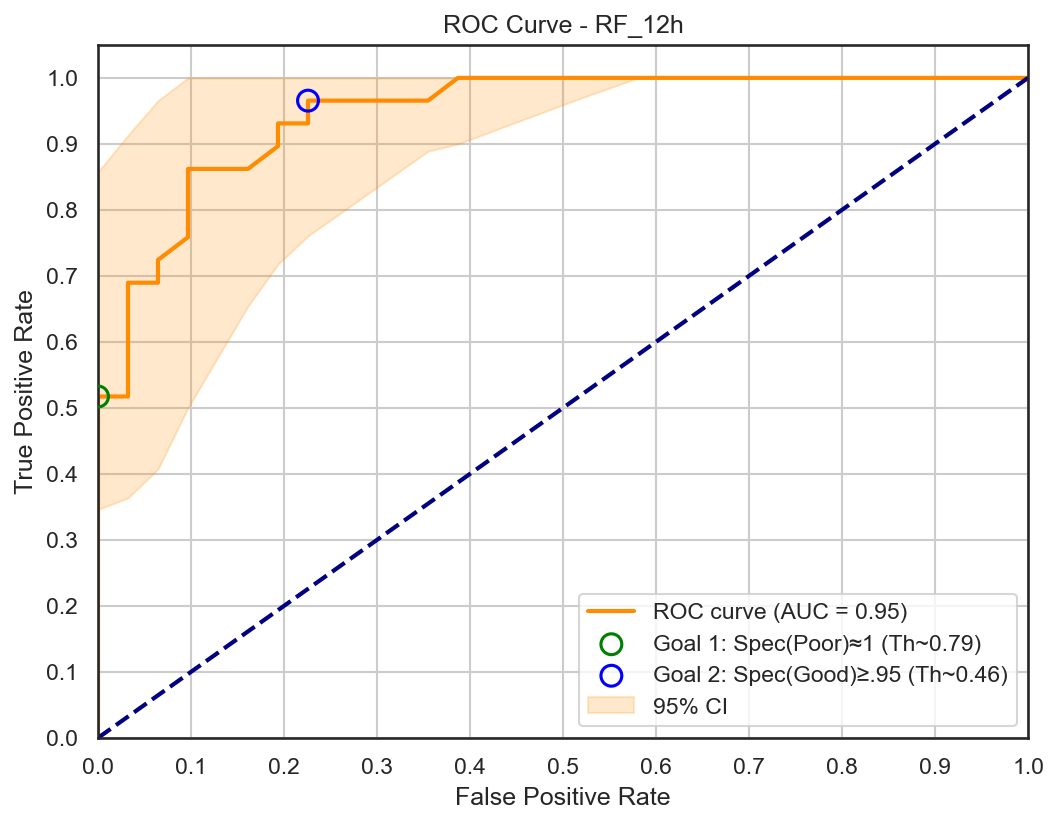 ROC Curve - RF_12h
True Positive Rate
1.0
0.9
0.8
0.7
0.6
0.5
0.4
0.3
0.2
0.1
0.0
ROC curve (AUC = 0.95)
Goal 1: Spec(Poor)≈1 (Th~0.79)
Goal 2: Spec(Good)≥.95 (Th~0.46)
95% CI
0.0 0.1 0.2 0.3 0.4 0.5 0.6 0.7 0.8 0.9 1.0
False Positive Rate